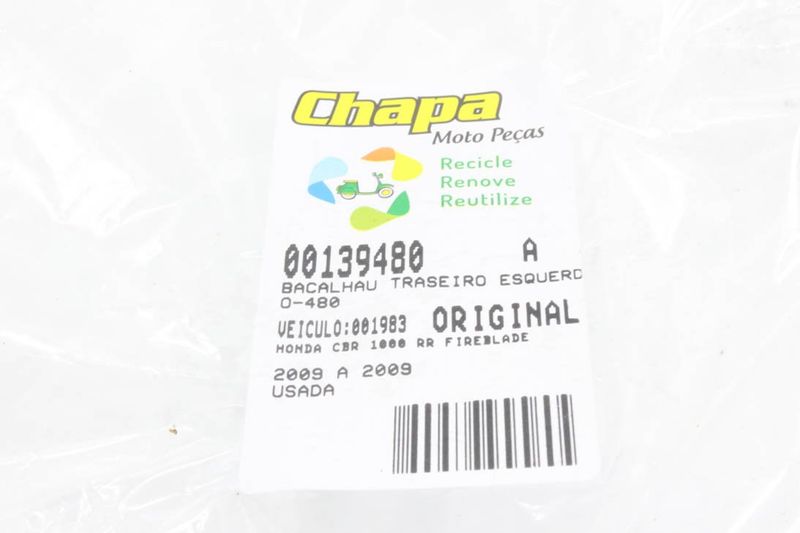 Chapa
Moto Peças
Recicle
Renove
Reutilize
00139480 A
BACALHAU TRASEIRO ESQUERD
O-480
VEICULO:001983 ORIGINAL
HONDA CBR 1000 RR FIREBLADE
2009 A 2009
USADA